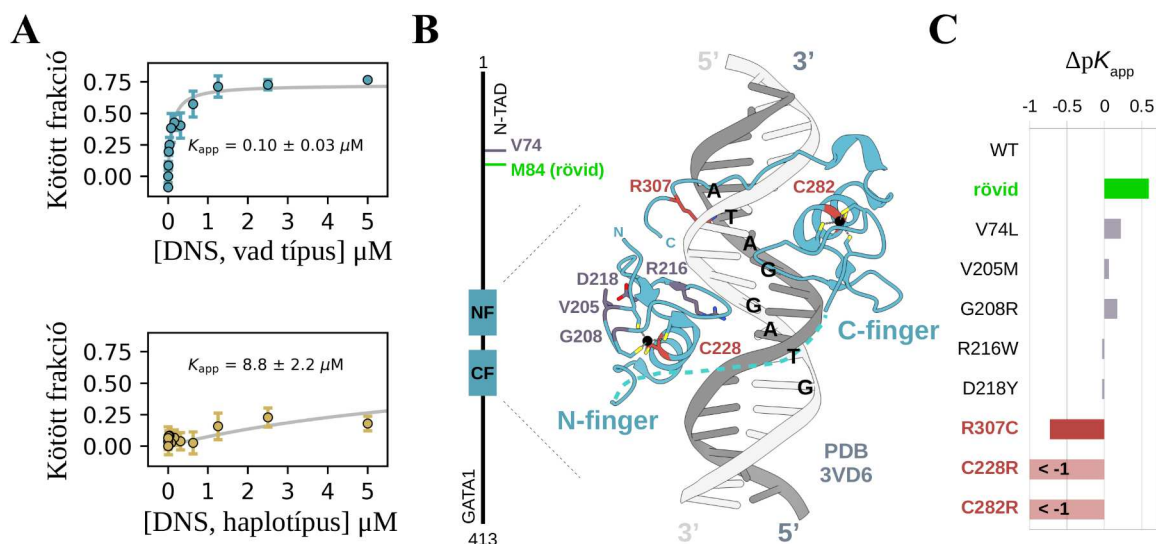 A
Kötött frakció
0.75
0.50
0.25
0.00
K_app = 0.10 ± 0.03 µM
0 1 2 3 4 5
[DNS, vad típus] µM
Kötött frakció
0.75
0.50
0.25
0.00
K_app = 8.8 ± 2.2 µM
0 1 2 3 4 5
[DNS, haplotípus] µM
B
1
N-TAD
V74
M84 (rövid)
NF
CF
GATA1
413
5’ 3’
R307
C282
A
T
A
G
G
A
T
G
N
C
R216
D218
V205
G208
C228
C-finger
N-finger
PDB
3VD6
3’ 5’
C
ΔpK_app
-1 -0.5 0 0.5
WT
rövid
V74L
V205M
G208R
R216W
D218Y
R307C
C228R < -1
C282R < -1